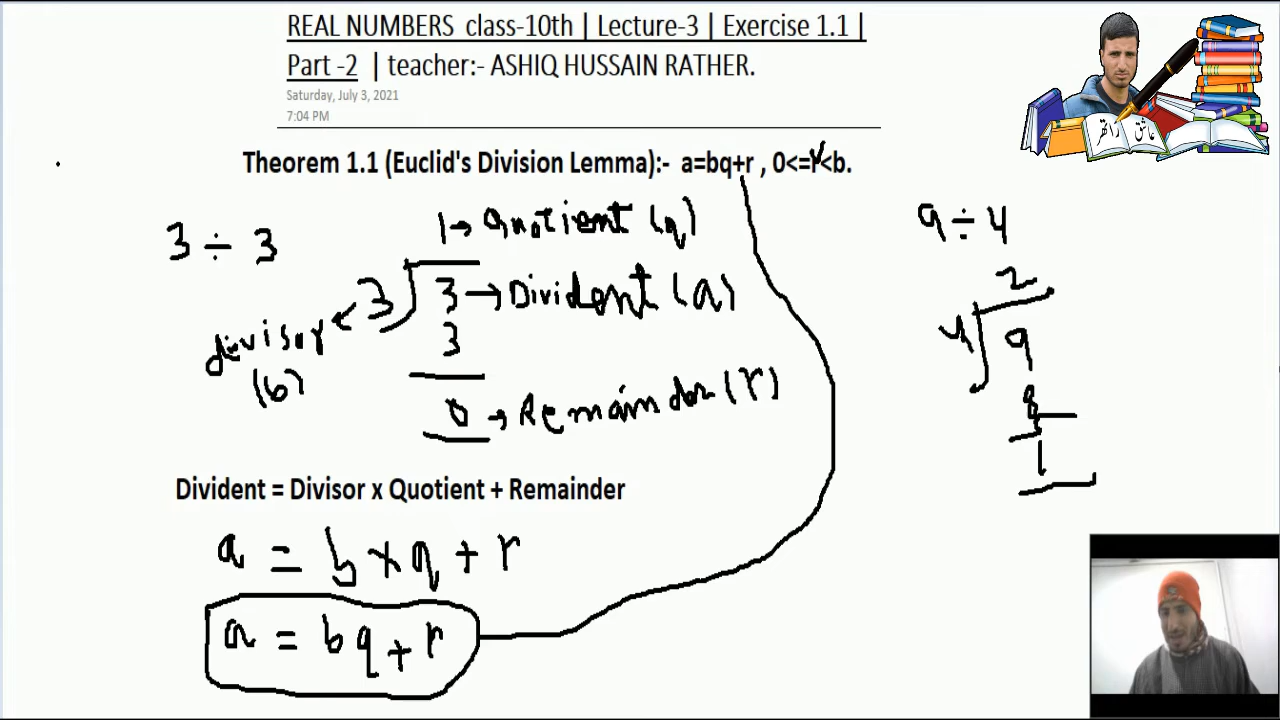 REAL NUMBERS class-10th | Lecture-3 | Exercise 1.1 |
Part -2 | teacher:- ASHIQ HUSSAIN RATHER.
Saturday, July 3, 2021
7:04 PM
عاشق راتھر
Theorem 1.1 (Euclid's Division Lemma):- a=bq+r , 0<=r<b.
3 ÷ 3
1 → Quotient (q)
3 3 → Divident (a)
divisor ←
(b)
3
0 → Remainder (r)
9 ÷ 4
2
4 9
8
1
Divident = Divisor x Quotient + Remainder
a = b × q + r
a = bq + r